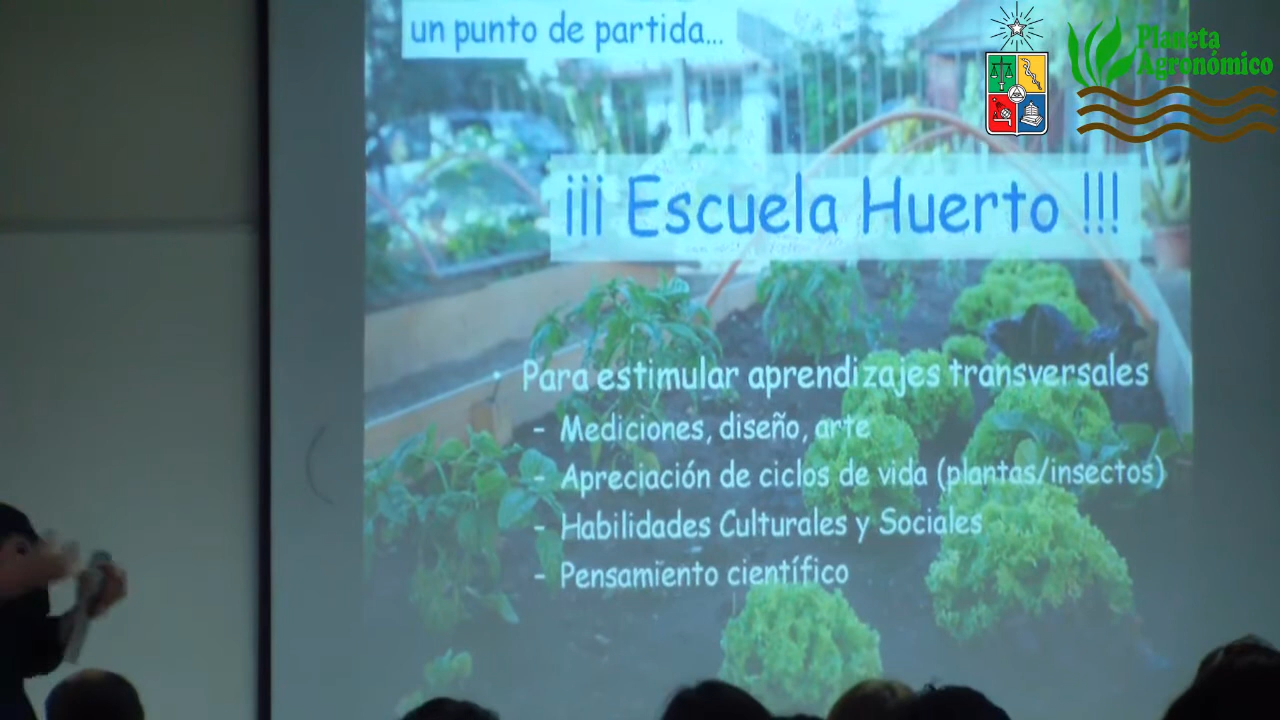 un punto de partida...
Planeta
Agronómico
¡¡¡ Escuela Huerto !!!
• Para estimular aprendizajes transversales
- Mediciones, diseño, arte
- Apreciación de ciclos de vida (plantas/insectos)
- Habilidades Culturales y Sociales
- Pensamiento científico